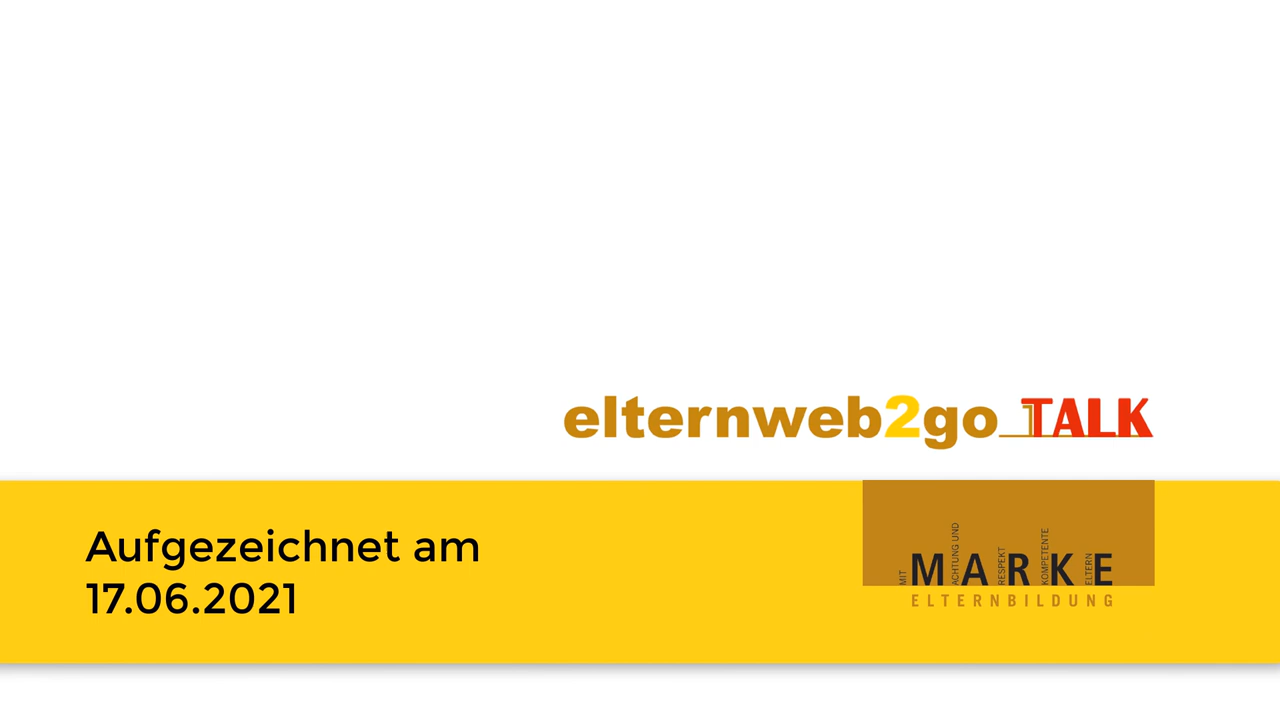 elternweb2go_TALK
Aufgezeichnet am
17.06.2021
MIT ACHTUNG UND RESPEKT KOMPETENTE ELTERN
MARKE
ELTERNBILDUNG